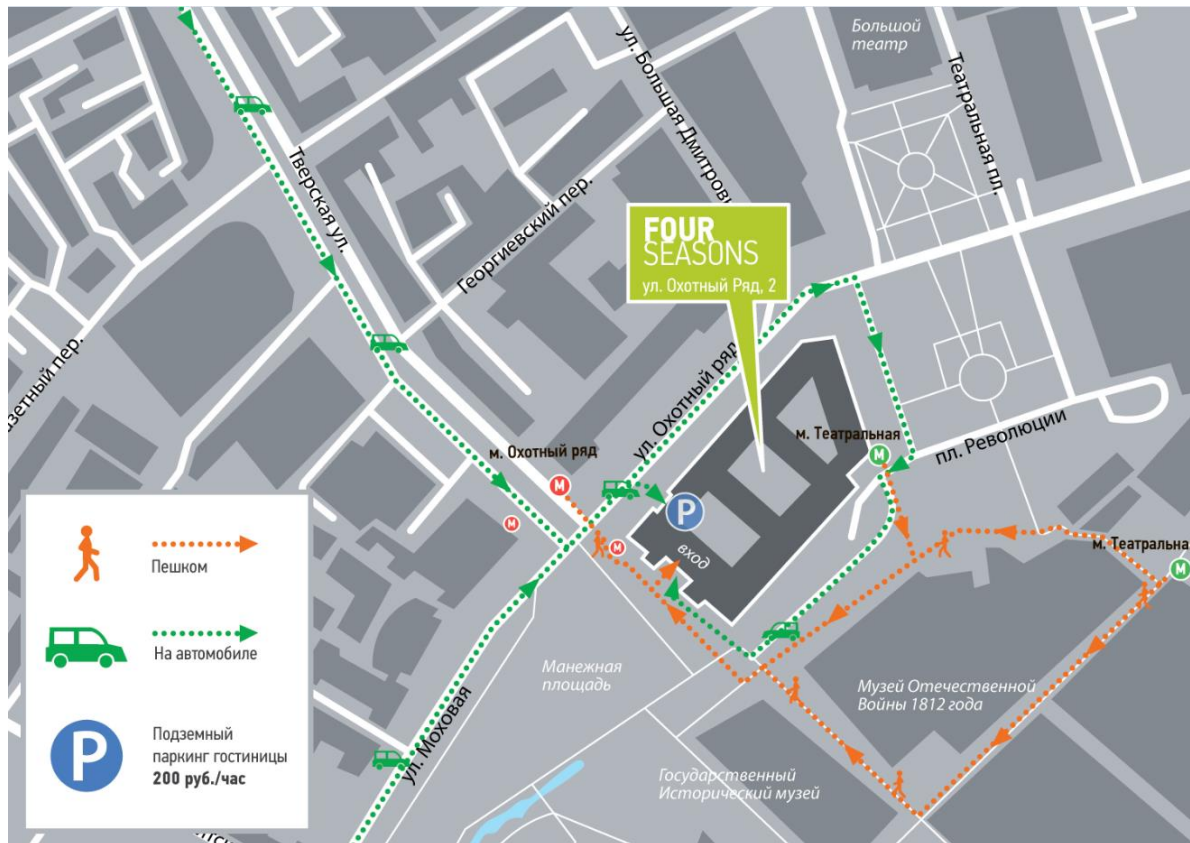 Большой
театр
Театральная пл.
ул. Большая Дмитров
Тверская ул.
Георгиевский пер.
FOUR
SEASONS
ул. Охотный Ряд, 2
азетный пер.
ул. Охотный ряд
м. Театральная
пл. Революции
м. Охотный ряд
М
М
М
М
P
вход
м. Театральна
М
Пешком
На автомобиле
P
Подземный
паркинг гостиницы
200 руб./час
Манежная
площадь
Музей Отечественной
Войны 1812 года
ул. Моховая
Государственный
Исторический музей